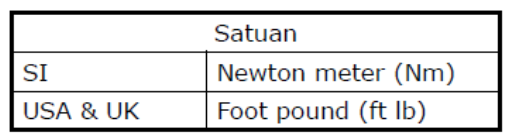 Satuan
SI Newton meter (Nm)
USA & UK Foot pound (ft lb)